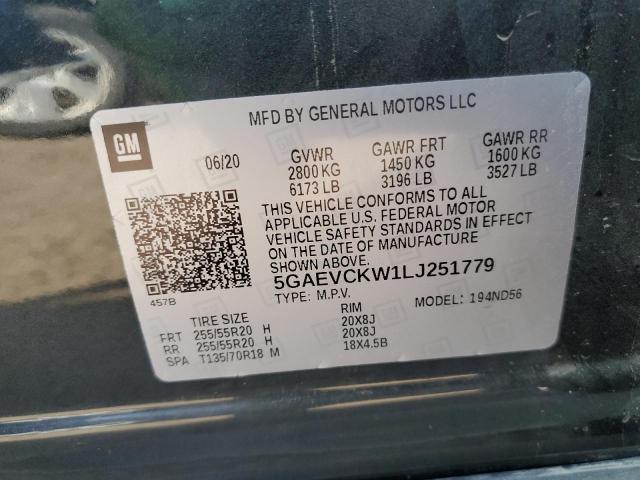 MFD BY GENERAL MOTORS LLC
GM
06/20
GVWR
2800 KG
6173 LB
GAWR FRT
1450 KG
3196 LB
GAWR RR
1600 KG
3527 LB
THIS VEHICLE CONFORMS TO ALL
APPLICABLE U.S. FEDERAL MOTOR
VEHICLE SAFETY STANDARDS IN EFFECT
ON THE DATE OF MANUFACTURE
SHOWN ABOVE.
5GAEVCKW1LJ251779
457B
TYPE: M.P.V.
MODEL: 194ND56
TIRE SIZE RIM
FRT 255/55R20 H 20X8J
RR 255/55R20 H 20X8J
SPA T135/70R18 M 18X4.5B